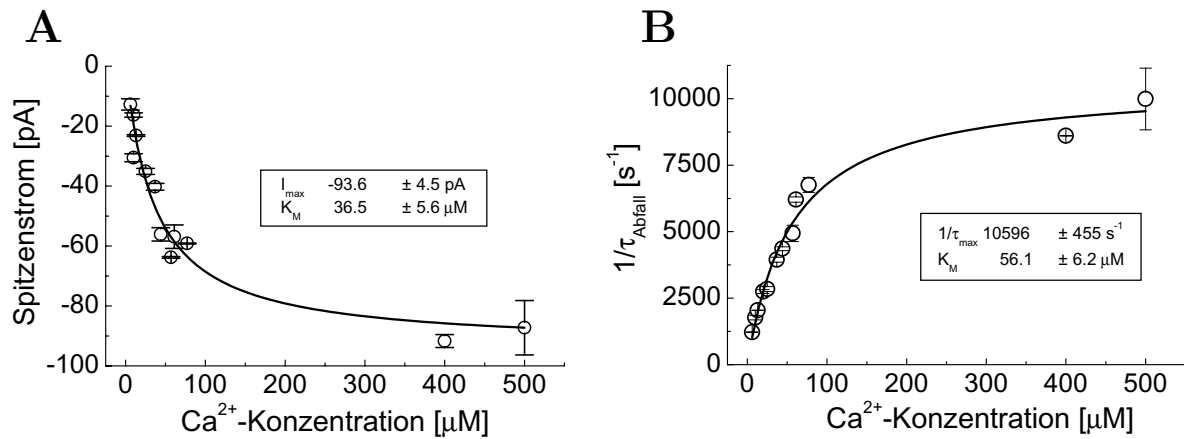 A
0
-20
-40
-60
-80
-100
Spitzenstrom [pA]
I_max -93.6 ± 4.5 pA
K_M 36.5 ± 5.6 μM
0 100 200 300 400 500
Ca²⁺-Konzentration [μM]
B
10000
7500
5000
2500
0
1/τ_Abfall [s⁻¹]
1/τ_max 10596 ± 455 s⁻¹
K_M 56.1 ± 6.2 μM
0 100 200 300 400 500
Ca²⁺-Konzentration [μM]